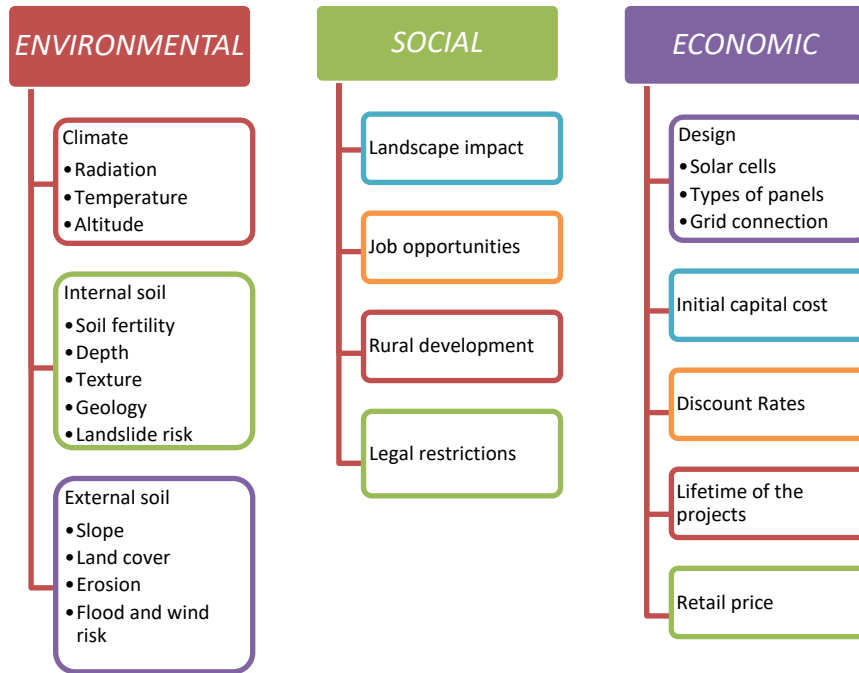 ENVIRONMENTAL
Climate
•Radiation
•Temperature
•Altitude
Internal soil
•Soil fertility
•Depth
•Texture
•Geology
•Landslide risk
External soil
•Slope
•Land cover
•Erosion
•Flood and wind
risk
SOCIAL
Landscape impact
Job opportunities
Rural development
Legal restrictions
ECONOMIC
Design
•Solar cells
•Types of panels
•Grid connection
Initial capital cost
Discount Rates
Lifetime of the
projects
Retail price